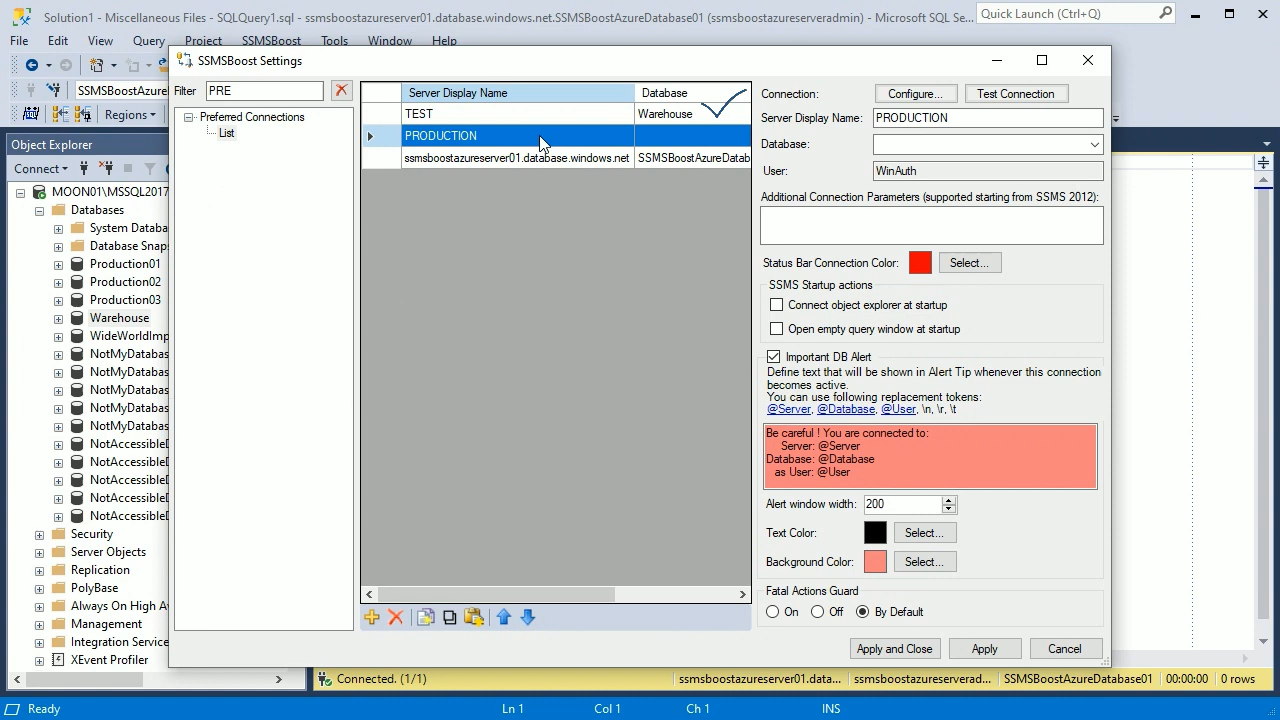 Solution1 - Miscellaneous Files - SQLQuery1.sql - ssmsboostazureserver01.database.windows.net.SSMSBoostAzureDatabase01 (ssmsboostazureserveradmin) - Microsoft SQL Se...
Quick Launch (Ctrl+Q)
File Edit View Query Project SSMSBoost Tools Window Help
SSMSBoostAzure
Regions
SSMSBoost Settings
Filter PRE
Preferred Connections
List
Server Display Name Database
TEST Warehouse
PRODUCTION
ssmsboostazureserver01.database.windows.net SSMSBoostAzureDatab
Connection: Configure... Test Connection
Server Display Name: PRODUCTION
Database:
User: WinAuth
Additional Connection Parameters (supported starting from SSMS 2012):
Status Bar Connection Color: Select...
SSMS Startup actions
Connect object explorer at startup
Open empty query window at startup
Important DB Alert
Define text that will be shown in Alert Tip whenever this connection
becomes active.
You can use following replacement tokens:
@Server, @Database, @User, \n, \r, \t
Be careful ! You are connected to:
Server: @Server
Database: @Database
as User: @User
Alert window width: 200
Text Color: Select...
Background Color: Select...
Fatal Actions Guard
On Off By Default
Apply and Close Apply Cancel
Object Explorer
Connect
MOON01\MSSQL2017
Databases
System Databa
Database Snap
Production01
Production02
Production03
Warehouse
WideWorldImp
NotMyDatabas
NotMyDatabas
NotMyDatabas
NotMyDatabas
NotMyDatabas
NotAccessibleD
NotAccessibleD
NotAccessibleD
NotAccessibleD
NotAccessibleD
Security
Server Objects
Replication
PolyBase
Always On High A
Management
Integration Service
XEvent Profiler
Connected. (1/1) ssmsboostazureserver01.data... ssmsboostazureserverad... SSMSBoostAzureDatabase01 00:00:00 0 rows
Ready Ln 1 Col 1 Ch 1 INS